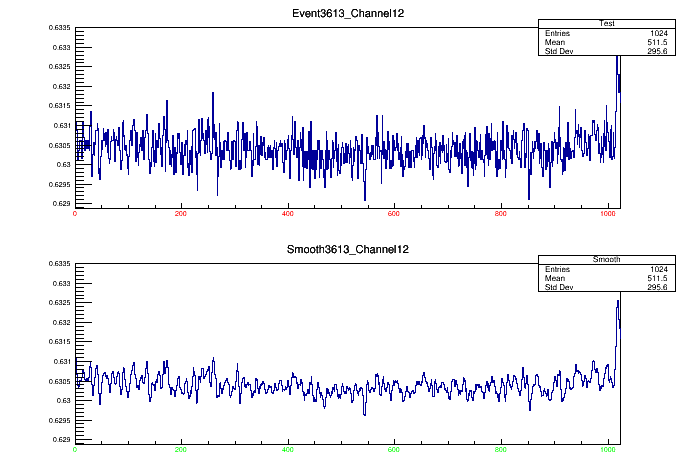 Event3613_Channel12
Test
Entries 1024
Mean 511.5
Std Dev 295.6
0.6335
0.633
0.6325
0.632
0.6315
0.631
0.6305
0.63
0.6295
0.629
0 200 400 600 800 1000
Smooth3613_Channel12
Smooth
Entries 1024
Mean 511.5
Std Dev 295.6
0.6335
0.633
0.6325
0.632
0.6315
0.631
0.6305
0.63
0.6295
0.629
0 200 400 600 800 1000